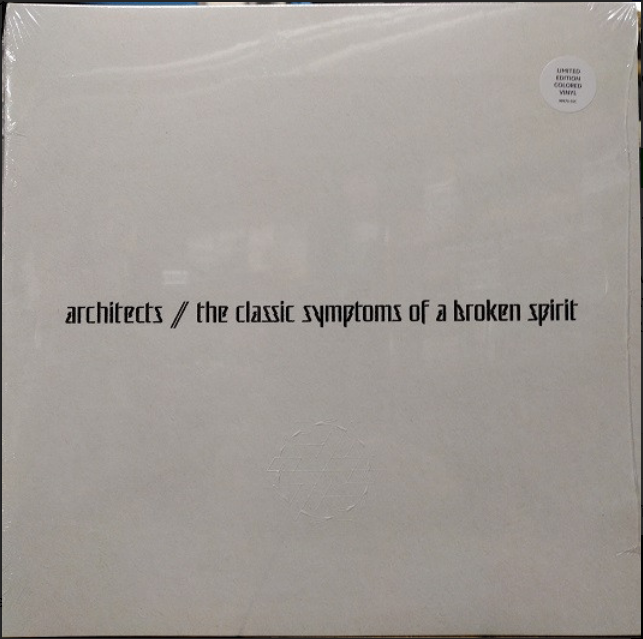 LIMITED
EDITION
COLORED
VINYL
architects // the classic symptoms of a broken spirit